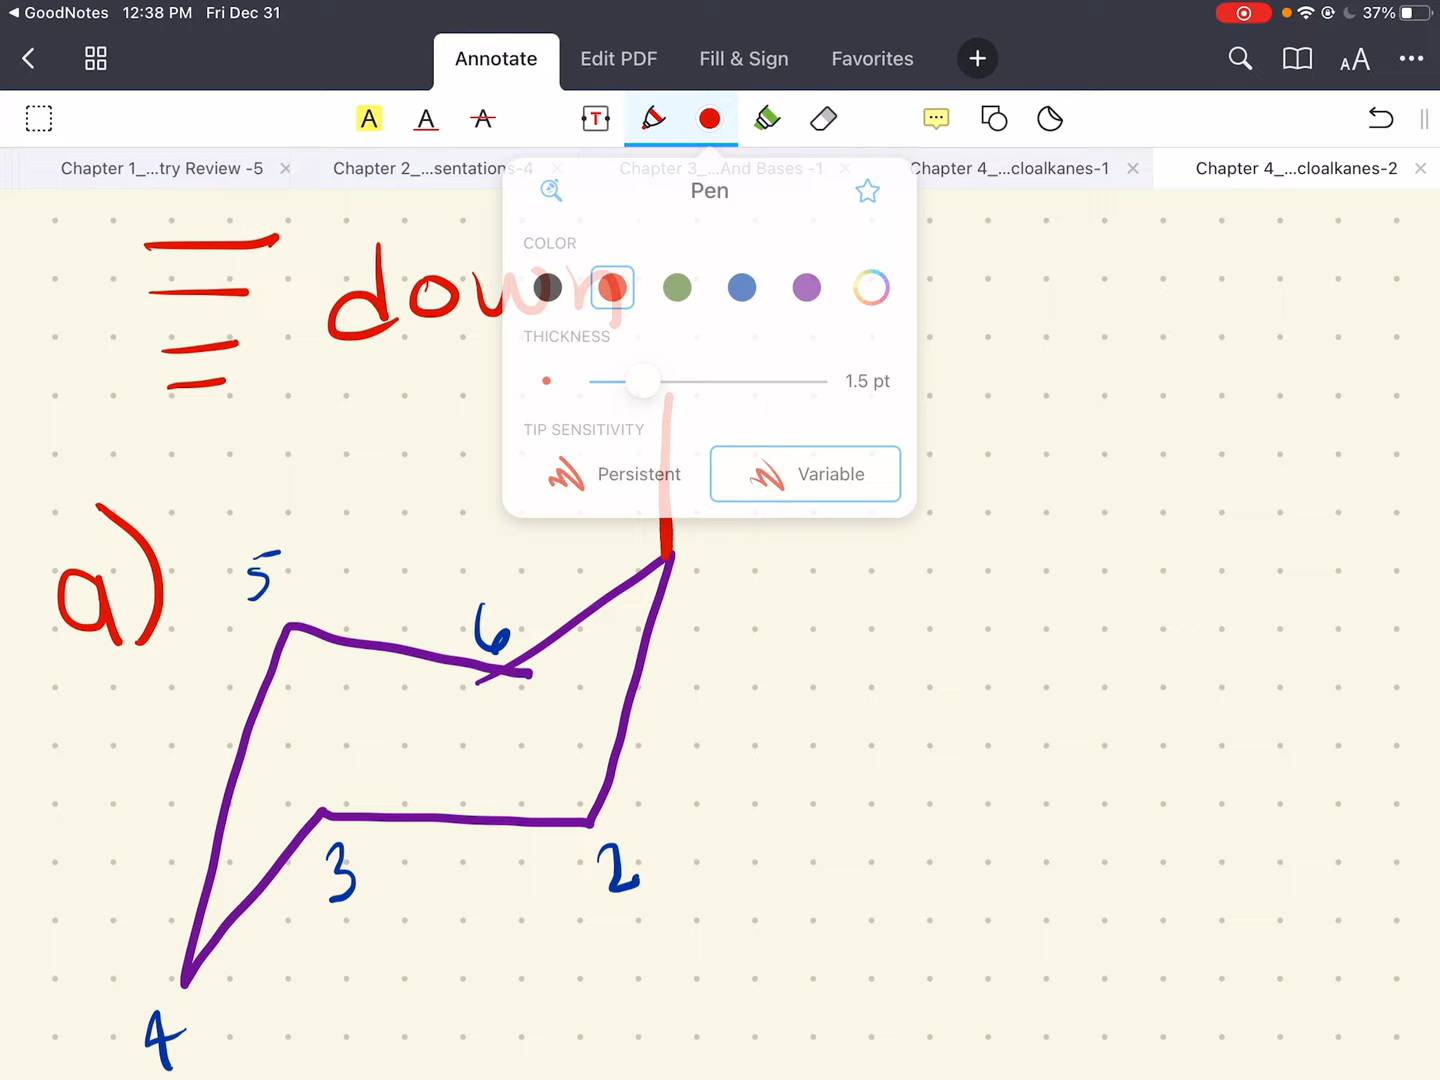 GoodNotes 12:38 PM Fri Dec 31 37%
Annotate Edit PDF Fill & Sign Favorites
A A A T AA
Chapter 1_...try Review -5 Chapter 2_...sentations-4 Chapter 3_...And Bases -1 Chapter 4_...cloalkanes-1 Chapter 4_...cloalkanes-2
Pen
COLOR
down
THICKNESS
1.5 pt
TIP SENSITIVITY
Persistent Variable
a)
5
6
3
2
4